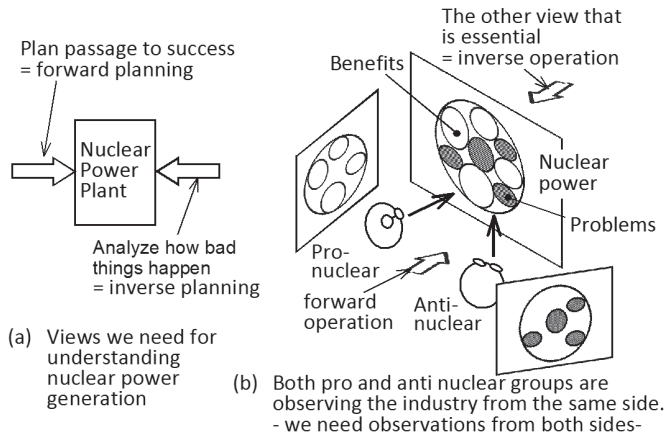 Plan passage to success
= forward planning
Nuclear
Power
Plant
Analyze how bad
things happen
= inverse planning
(a) Views we need for
understanding
nuclear power
generation
The other view that
is essential
= inverse operation
Benefits
Nuclear
power
Problems
Pro-
nuclear
forward
operation
Anti-
nuclear
(b) Both pro and anti nuclear groups are
observing the industry from the same side.
- we need observations from both sides-